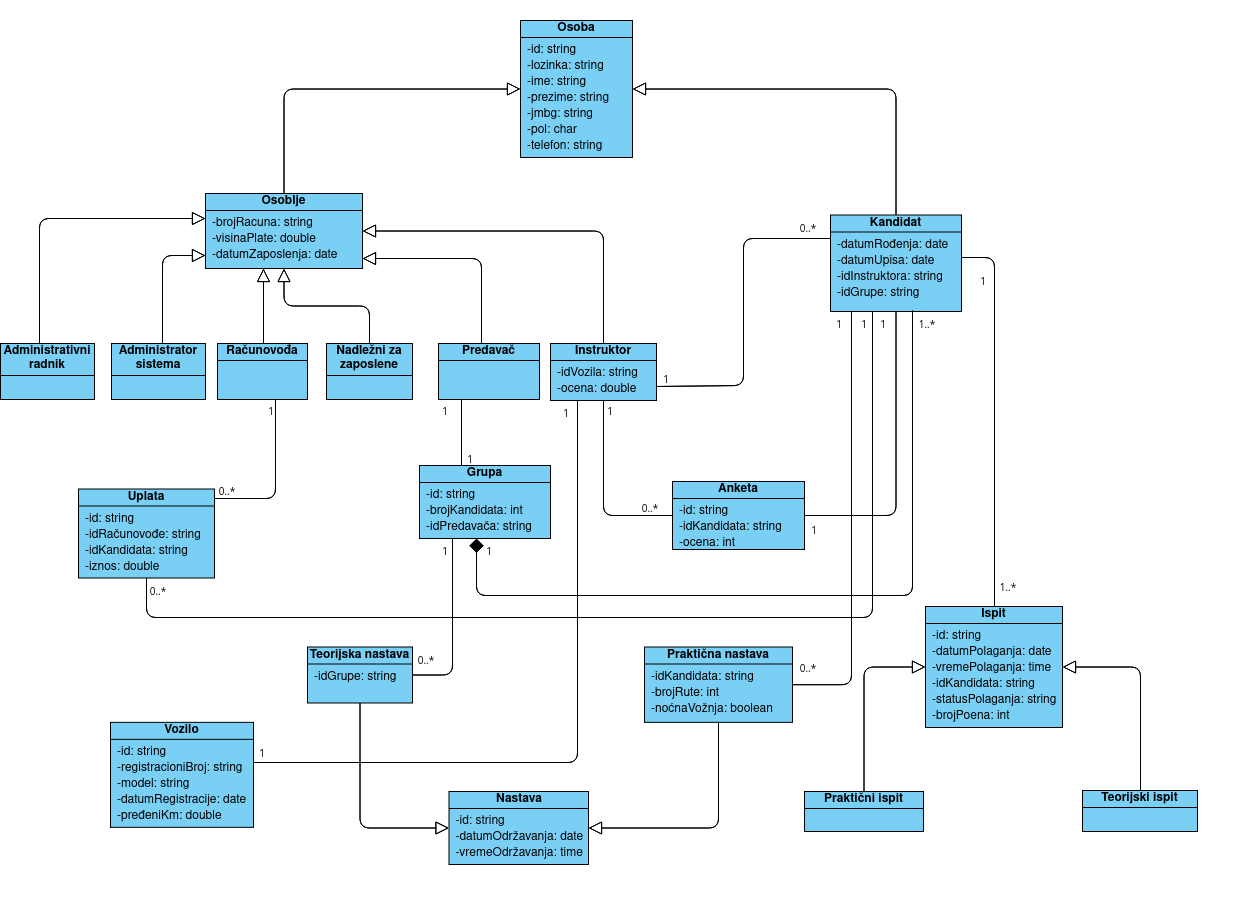 Osoba
-id: string
-lozinka: string
-ime: string
-prezime: string
-jmbg: string
-pol: char
-telefon: string
Osoblje
-brojRacuna: string
-visinaPlate: double
-datumZaposlenja: date
Kandidat
-datumRođenja: date
-datumUpisa: date
-idInstruktora: string
-idGrupe: string
0..*
1
1
1
1
1..*
Administrativni
radnik
Administrator
sistema
Računovođa
Nadležni za
zaposlene
Predavač
Instruktor
-idVozila: string
-ocena: double
1
1
1
1
1
1
Grupa
-id: string
-brojKandidata: int
-idPredavača: string
1
1
Uplata
-id: string
-idRačunovođe: string
-idKandidata: string
-iznos: double
0..*
0..*
Anketa
-id: string
-idKandidata: string
-ocena: int
0..*
1
1..*
Ispit
-id: string
-datumPolaganja: date
-vremePolaganja: time
-idKandidata: string
-statusPolaganja: string
-brojPoena: int
Teorijska nastava
-idGrupe: string
0..*
Praktična nastava
-idKandidata: string
-brojRute: int
-noćnaVožnja: boolean
0..*
Vozilo
-id: string
-registracioniBroj: string
-model: string
-datumRegistracije: date
-pređeniKm: double
1
Nastava
-id: string
-datumOdržavanja: date
-vremeOdržavanja: time
Praktični ispit
Teorijski ispit